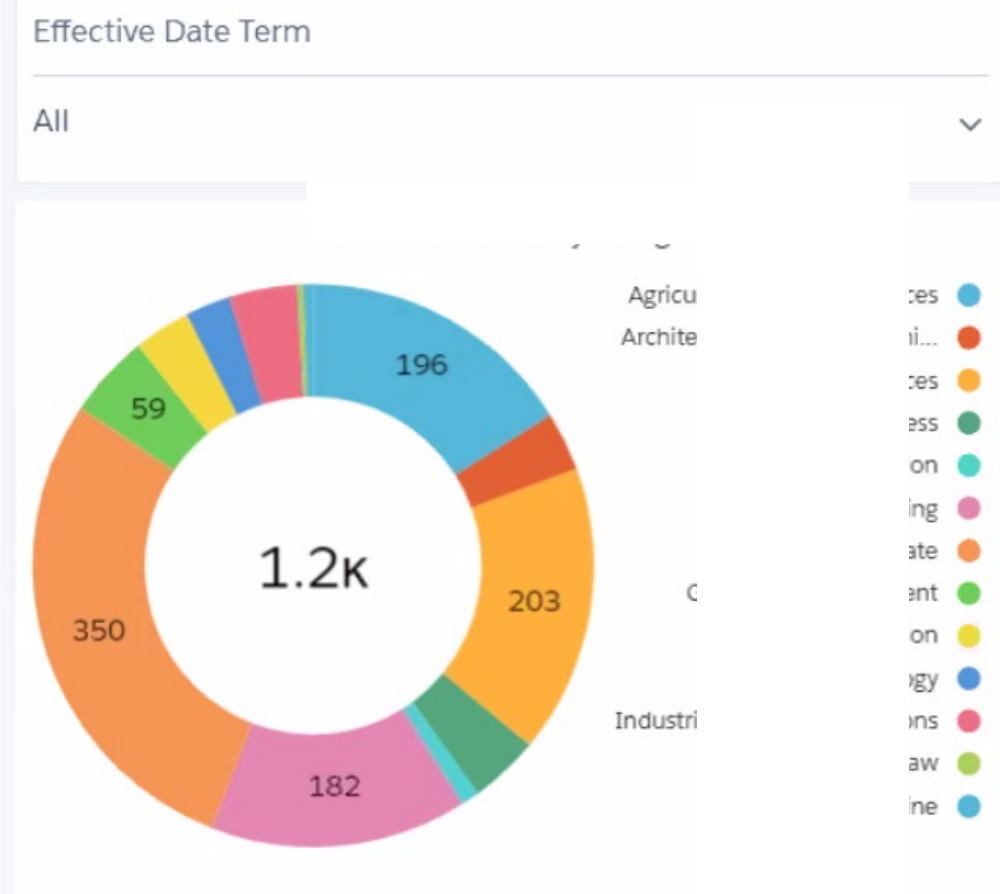 Effective Date Term
All
196
59
1.2K
203
350
182
Agricu
ces
Archite
ni...
ces
ess
on
ing
ate
ent
on
ogy
Industri
ons
aw
ine